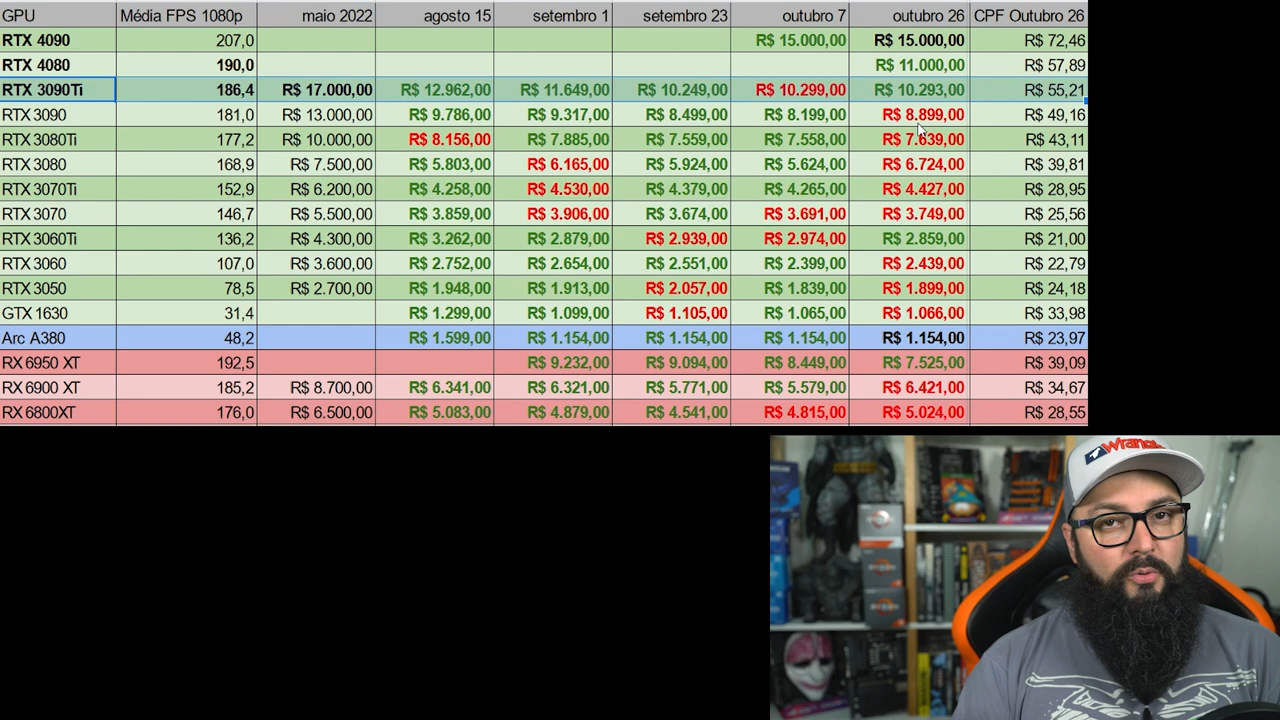 GPU Média FPS 1080p maio 2022 agosto 15 setembro 1 setembro 23 outubro 7 outubro 26 CPF Outubro 26
RTX 4090 207,0 R$ 15.000,00 R$ 15.000,00 R$ 72,46
RTX 4080 190,0 R$ 11.000,00 R$ 57,89
RTX 3090Ti 186,4 R$ 17.000,00 R$ 12.962,00 R$ 11.649,00 R$ 10.249,00 R$ 10.299,00 R$ 10.293,00 R$ 55,21
RTX 3090 181,0 R$ 13.000,00 R$ 9.786,00 R$ 9.317,00 R$ 8.499,00 R$ 8.199,00 R$ 8.899,00 R$ 49,16
RTX 3080Ti 177,2 R$ 10.000,00 R$ 8.156,00 R$ 7.885,00 R$ 7.559,00 R$ 7.558,00 R$ 7.639,00 R$ 43,11
RTX 3080 168,9 R$ 7.500,00 R$ 5.803,00 R$ 6.165,00 R$ 5.924,00 R$ 5.624,00 R$ 6.724,00 R$ 39,81
RTX 3070Ti 152,9 R$ 6.200,00 R$ 4.258,00 R$ 4.530,00 R$ 4.379,00 R$ 4.265,00 R$ 4.427,00 R$ 28,95
RTX 3070 146,7 R$ 5.500,00 R$ 3.859,00 R$ 3.906,00 R$ 3.674,00 R$ 3.691,00 R$ 3.749,00 R$ 25,56
RTX 3060Ti 136,2 R$ 4.300,00 R$ 3.262,00 R$ 2.879,00 R$ 2.939,00 R$ 2.974,00 R$ 2.859,00 R$ 21,00
RTX 3060 107,0 R$ 3.600,00 R$ 2.752,00 R$ 2.654,00 R$ 2.551,00 R$ 2.399,00 R$ 2.439,00 R$ 22,79
RTX 3050 78,5 R$ 2.700,00 R$ 1.948,00 R$ 1.913,00 R$ 2.057,00 R$ 1.839,00 R$ 1.899,00 R$ 24,18
GTX 1630 31,4 R$ 1.299,00 R$ 1.099,00 R$ 1.105,00 R$ 1.065,00 R$ 1.066,00 R$ 33,98
Arc A380 48,2 R$ 1.599,00 R$ 1.154,00 R$ 1.154,00 R$ 1.154,00 R$ 1.154,00 R$ 23,97
RX 6950 XT 192,5 R$ 9.232,00 R$ 9.094,00 R$ 8.449,00 R$ 7.525,00 R$ 39,09
RX 6900 XT 185,2 R$ 8.700,00 R$ 6.341,00 R$ 6.321,00 R$ 5.771,00 R$ 5.579,00 R$ 6.421,00 R$ 34,67
RX 6800XT 176,0 R$ 6.500,00 R$ 5.083,00 R$ 4.879,00 R$ 4.541,00 R$ 4.815,00 R$ 5.024,00 R$ 28,55